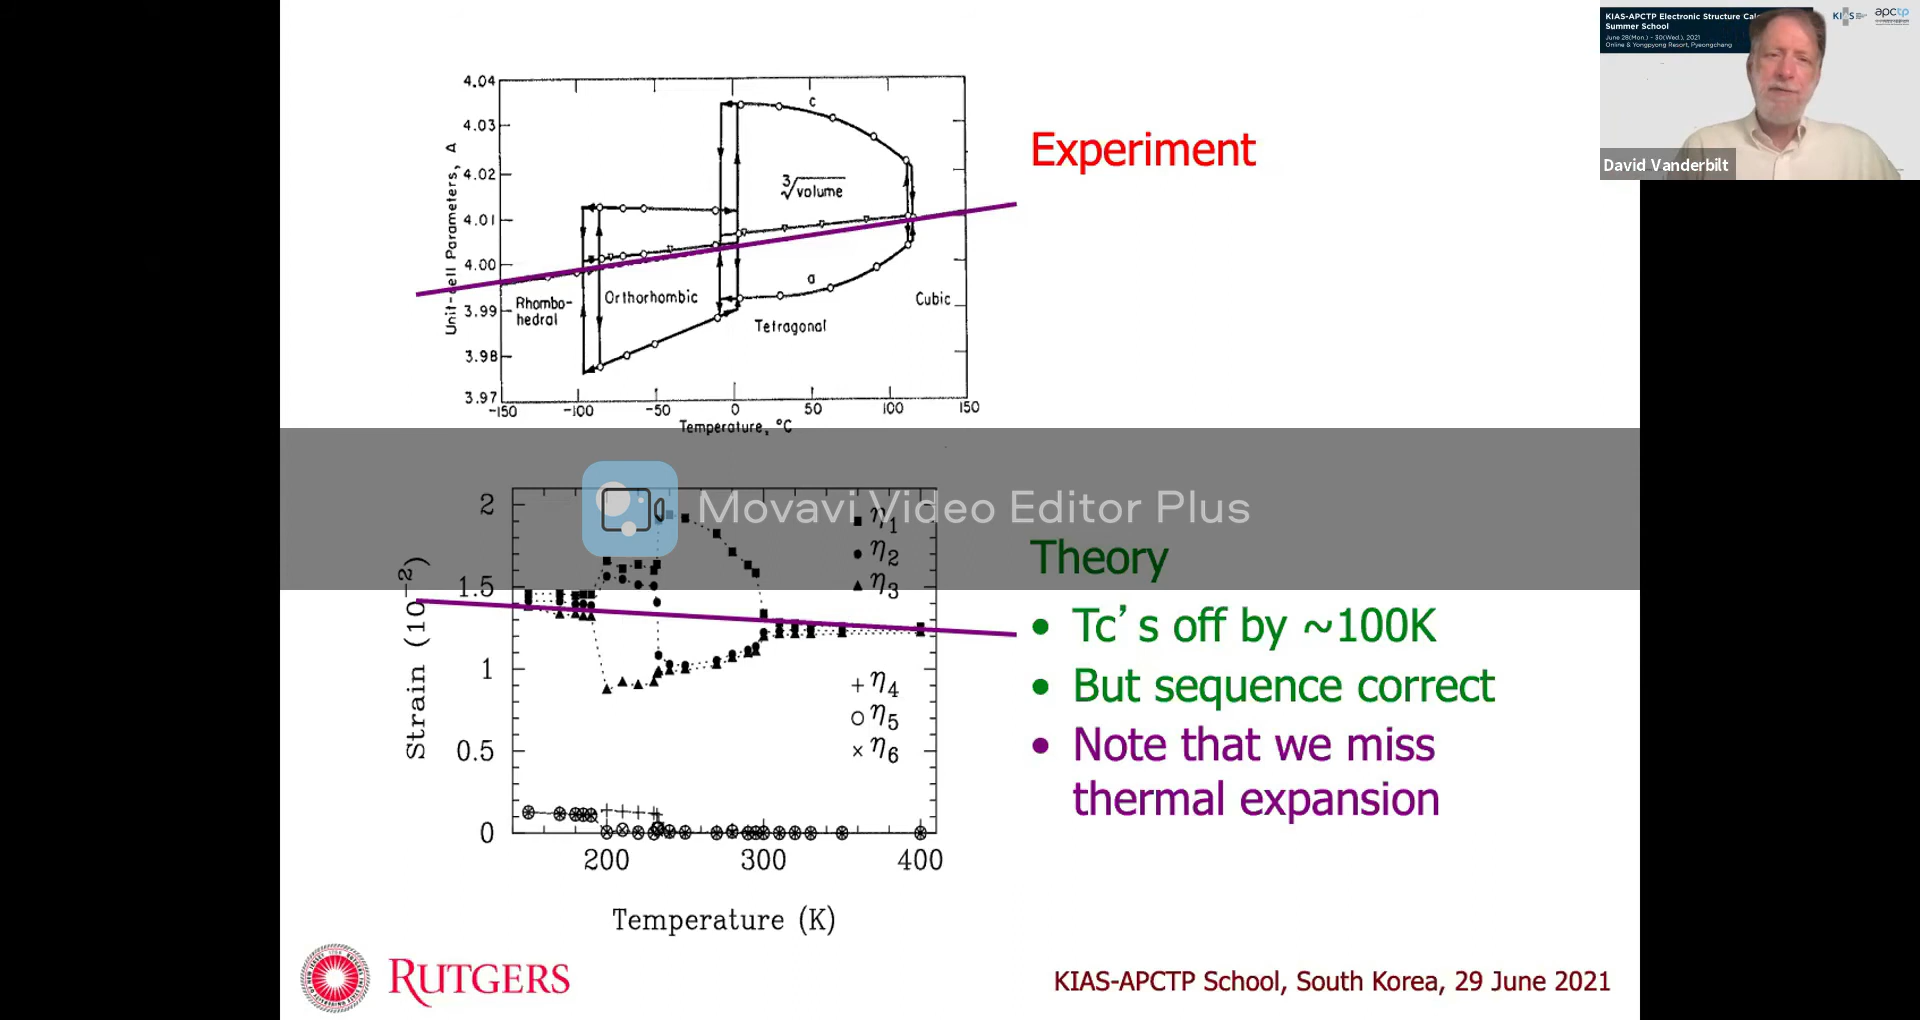 KIAS-APCTP Electronic Structure Cal
Summer School
June 28(Mon.) - 30(Wed.), 2021
Online & Yongpyong Resort, Pyeongchang
KIAS
apctp
David Vanderbilt
Experiment
4.04
4.03
4.02
4.01
4.00
3.99
3.98
3.97
Unit-cell Parameters, A
c
∛volume
a
Rhombo-
hedral
Orthorhombic
Tetragonal
Cubic
-150 -100 -50 0 50 100 150
Temperature, °C
Movavi Video Editor Plus
Theory
• Tc's off by ~100K
• But sequence correct
• Note that we miss
thermal expansion
2
1.5
1
0.5
0
Strain (10⁻²)
η1
η2
η3
+ η4
○ η5
× η6
200 300 400
Temperature (K)
RUTGERS
KIAS-APCTP School, South Korea, 29 June 2021